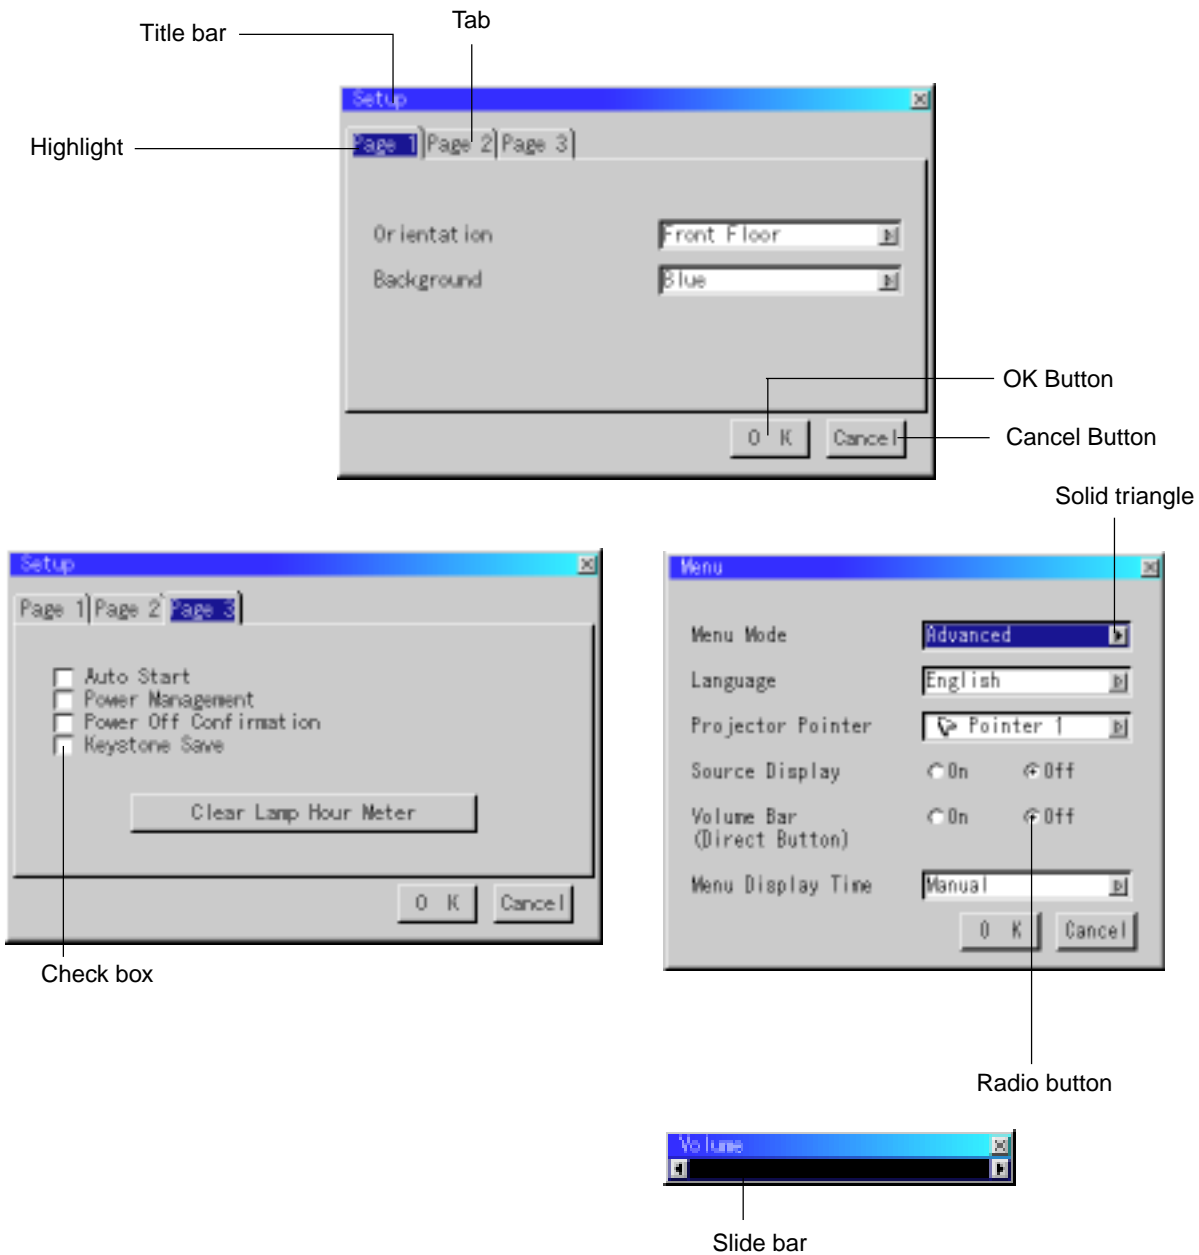 Tab
Title bar
Setup
Highlight
Page 1 Page 2 Page 3
Orientation Front Floor
Background Blue
OK Button
O K Cancel
Cancel Button
Solid triangle
Setup
Page 1 Page 2 Page 3
Auto Start
Power Management
Power Off Confirmation
Keystone Save
Clear Lamp Hour Meter
O K Cancel
Check box
Menu
Menu Mode Advanced
Language English
Projector Pointer Pointer 1
Source Display On Off
Volume Bar On Off
(Direct Button)
Menu Display Time Manual
O K Cancel
Radio button
Volume
Slide bar